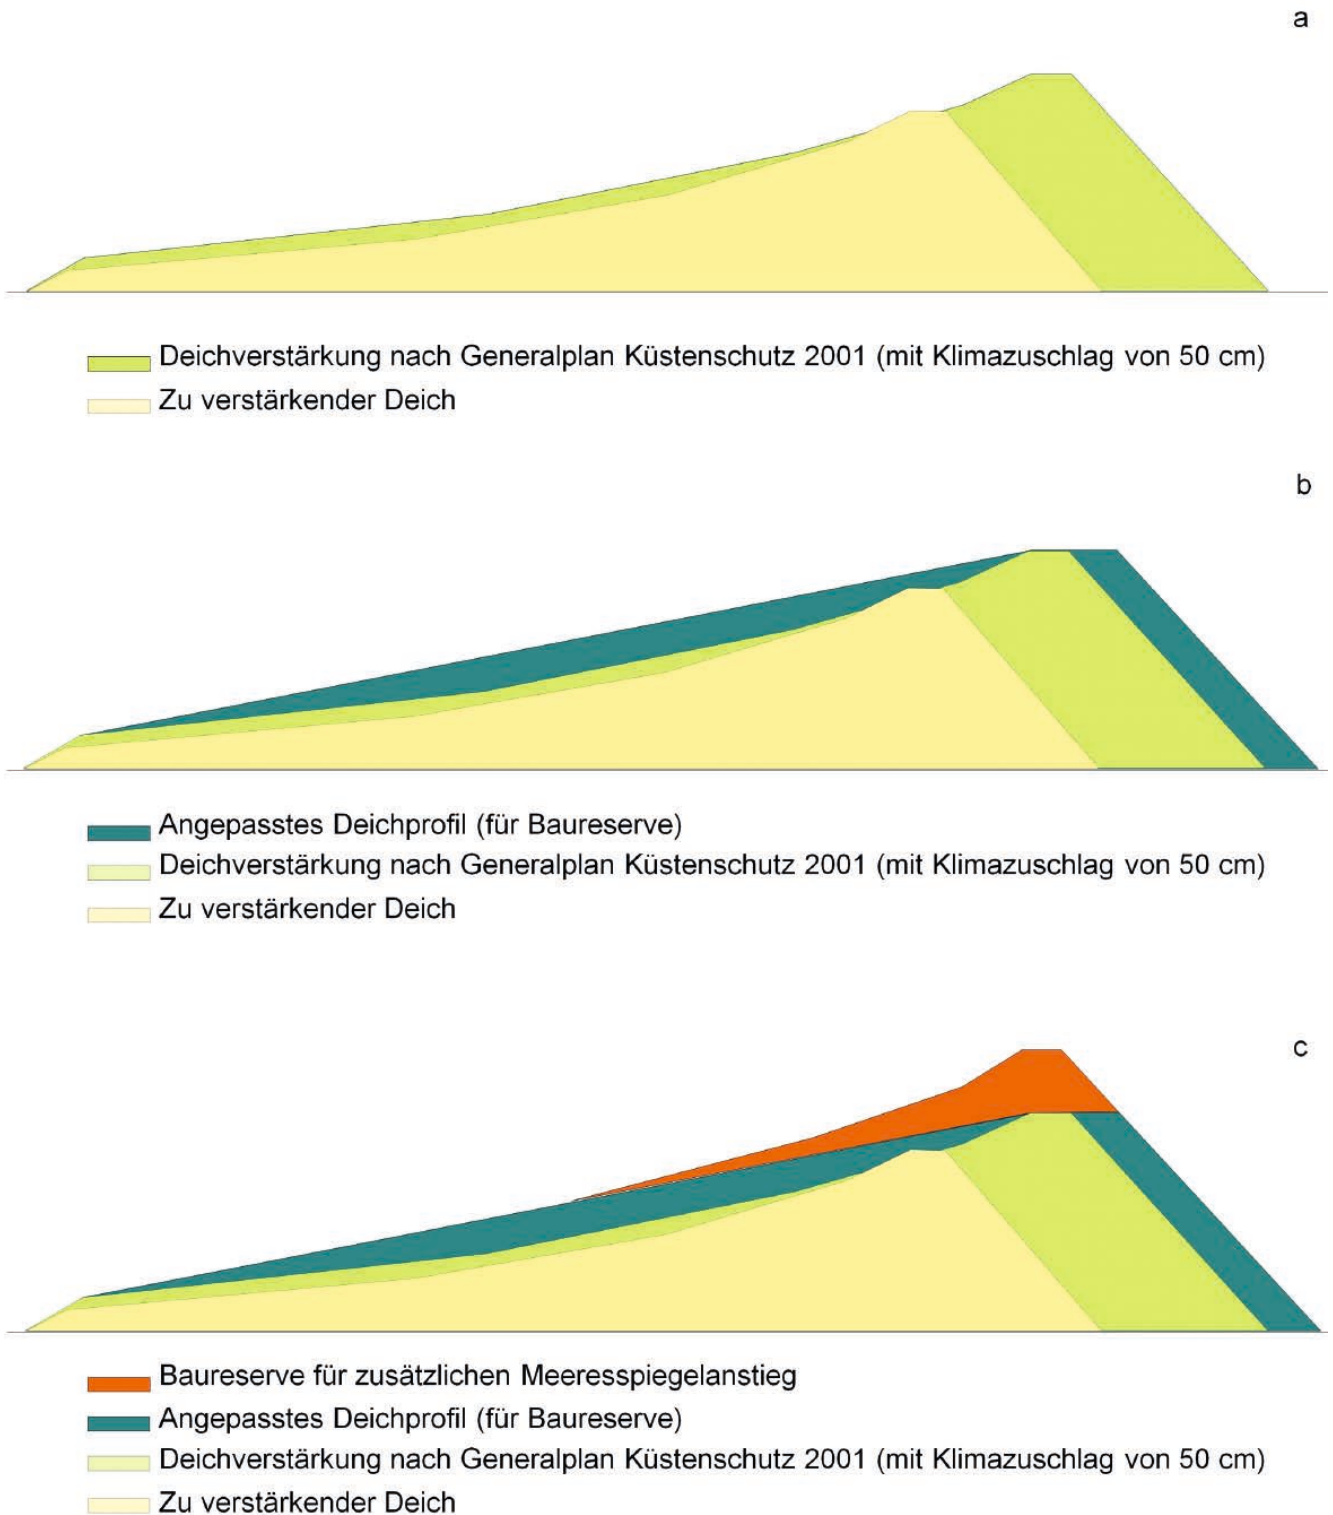 a
Deichverstärkung nach Generalplan Küstenschutz 2001 (mit Klimazuschlag von 50 cm)
Zu verstärkender Deich
b
Angepasstes Deichprofil (für Baureserve)
Deichverstärkung nach Generalplan Küstenschutz 2001 (mit Klimazuschlag von 50 cm)
Zu verstärkender Deich
c
Baureserve für zusätzlichen Meeresspiegelanstieg
Angepasstes Deichprofil (für Baureserve)
Deichverstärkung nach Generalplan Küstenschutz 2001 (mit Klimazuschlag von 50 cm)
Zu verstärkender Deich